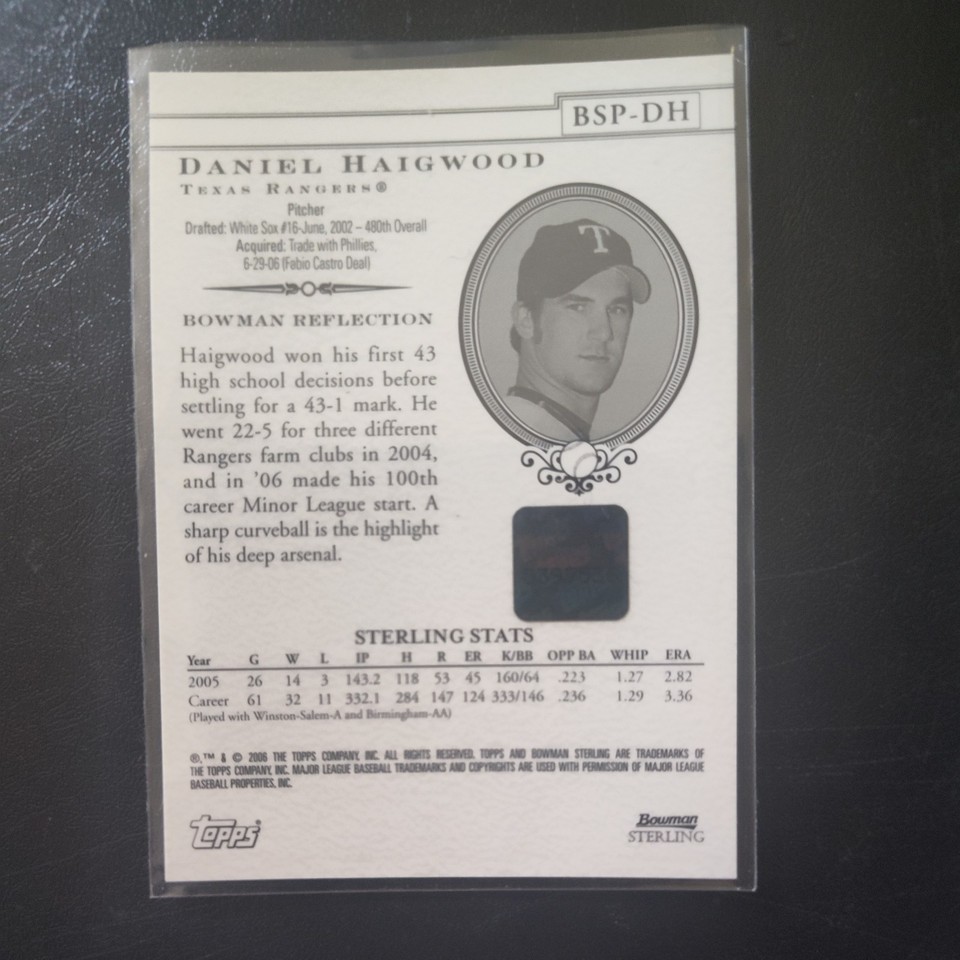 BSP-DH
DANIEL HAIGWOOD
TEXAS RANGERS®
Pitcher
Drafted: White Sox #16-June, 2002 – 480th Overall
Acquired: Trade with Phillies,
6-29-06 (Fabio Castro Deal)
BOWMAN REFLECTION
Haigwood won his first 43
high school decisions before
settling for a 43-1 mark. He
went 22-5 for three different
Rangers farm clubs in 2004,
and in '06 made his 100th
career Minor League start. A
sharp curveball is the highlight
of his deep arsenal.
T
STERLING STATS
Year G W L IP H R ER K/BB OPP BA WHIP ERA
2005 26 14 3 143.2 118 53 45 160/64 .223 1.27 2.82
Career 61 32 11 332.1 284 147 124 333/146 .236 1.29 3.36
(Played with Winston-Salem-A and Birmingham-AA)
®,™ & © 2006 THE TOPPS COMPANY, INC. ALL RIGHTS RESERVED. TOPPS AND BOWMAN STERLING ARE TRADEMARKS OF
THE TOPPS COMPANY, INC. MAJOR LEAGUE BASEBALL TRADEMARKS AND COPYRIGHTS ARE USED WITH PERMISSION OF MAJOR LEAGUE
BASEBALL PROPERTIES, INC.
Topps®
Bowman
STERLING